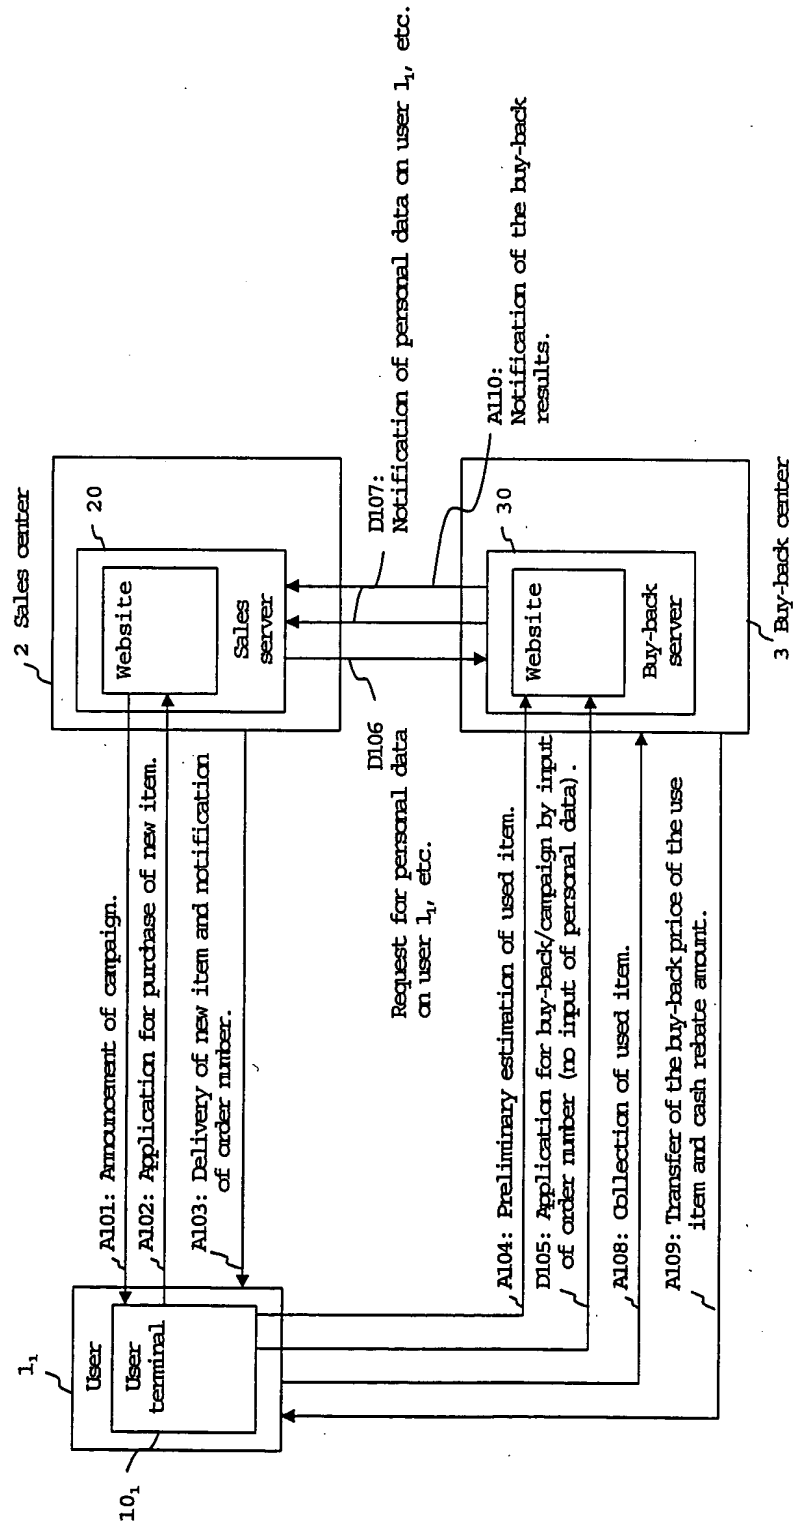 1₁
User
User
terminal
10₁
A101: Announcement of campaign.
A102: Application for purchase of new item.
A103: Delivery of new item and notification
of order number.
2 Sales center
20
Website
Sales
server
D106
Request for personal data
on user 1₁, etc.
D107:
Notification of personal data on user 1₁, etc.
A110:
Notification of the buy-back
results.
A104: Preliminary estimation of used item.
D105: Application for buy-back/campaign by input
of order number (no input of personal data).
A108: Collection of used item.
A109: Transfer of the buy-back price of the use
item and cash rebate amount.
30
Website
Buy-back
server
3 Buy-back center